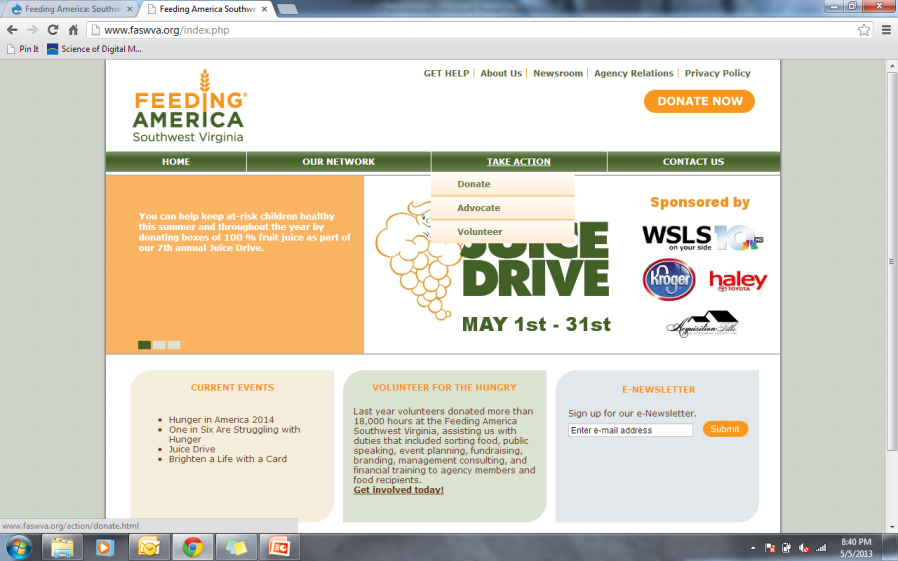 Feeding America: Southw
Feeding America Southwe
www.faswva.org/index.php
Pin It
Science of Digital M...
FEEDING®
AMERICA
Southwest Virginia
GET HELP | About Us | Newsroom | Agency Relations | Privacy Policy
DONATE NOW
HOME
OUR NETWORK
TAKE ACTION
CONTACT US
Donate
Advocate
Volunteer
You can help keep at-risk children healthy
this summer and throughout the year by
donating boxes of 100 % fruit juice as part of
our 7th annual Juice Drive.
JUICE
DRIVE
MAY 1st - 31st
Sponsored by
WSLS 10 HD
on your side
Kroger
haley
TOYOTA
Acquisition Title
CURRENT EVENTS
Hunger in America 2014
One in Six Are Struggling with
Hunger
Juice Drive
Brighten a Life with a Card
VOLUNTEER FOR THE HUNGRY
Last year volunteers donated more than
18,000 hours at the Feeding America
Southwest Virginia, assisting us with
duties that included sorting food, public
speaking, event planning, fundraising,
branding, management consulting, and
financial training to agency members and
food recipients.
Get involved today!
E-NEWSLETTER
Sign up for our e-Newsletter.
Enter e-mail address
Submit
www.faswva.org/action/donate.html
8:40 PM
5/5/2013